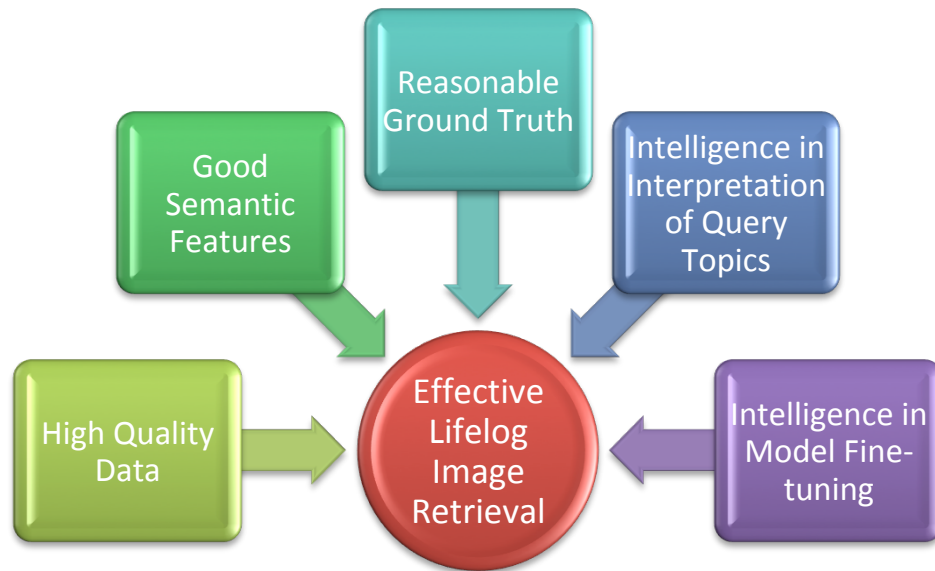 Reasonable
Ground Truth
Good
Semantic
Features
Intelligence in
Interpretation
of Query
Topics
High Quality
Data
Effective
Lifelog
Image
Retrieval
Intelligence in
Model Fine-
tuning